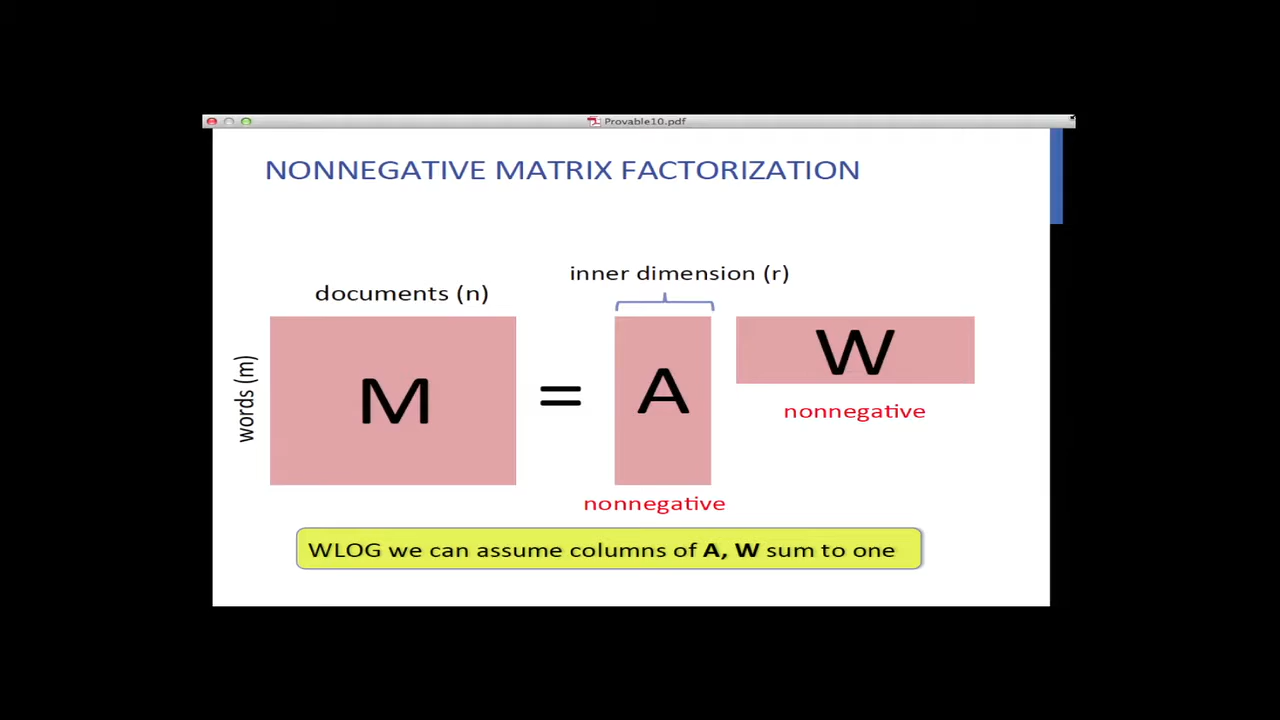 Provable10.pdf
NONNEGATIVE MATRIX FACTORIZATION
inner dimension (r)
documents (n)
words (m)
M
=
A
W
nonnegative
nonnegative
WLOG we can assume columns of A, W sum to one